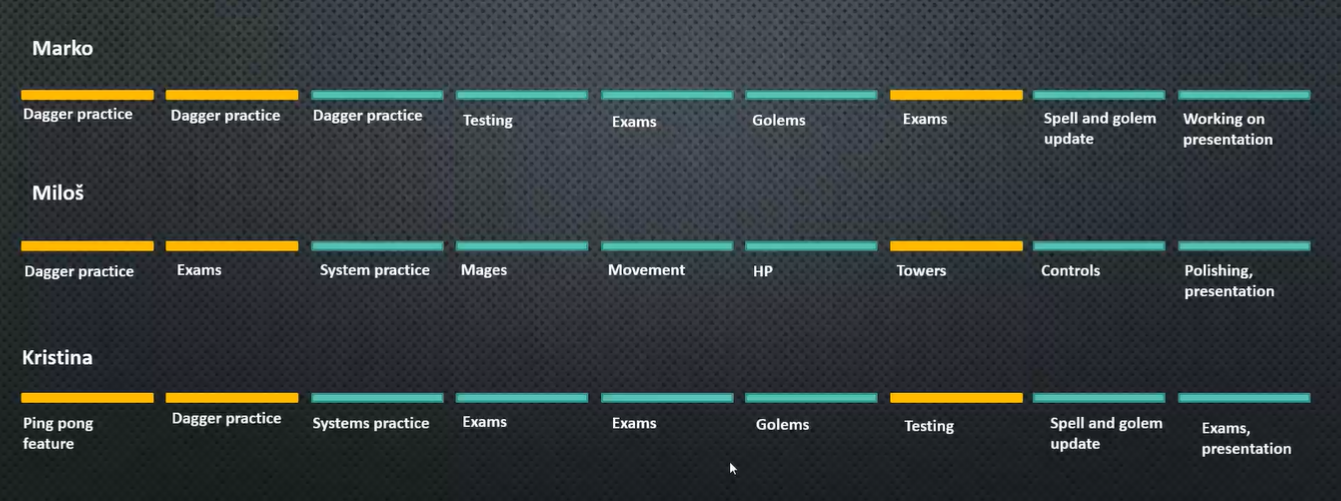 Marko
Dagger practice
Dagger practice
Dagger practice
Testing
Exams
Golems
Exams
Spell and golem
update
Working on
presentation
Miloš
Dagger practice
Exams
System practice
Mages
Movement
HP
Towers
Controls
Polishing,
presentation
Kristina
Ping pong
feature
Dagger practice
Systems practice
Exams
Exams
Golems
Testing
Spell and golem
update
Exams,
presentation